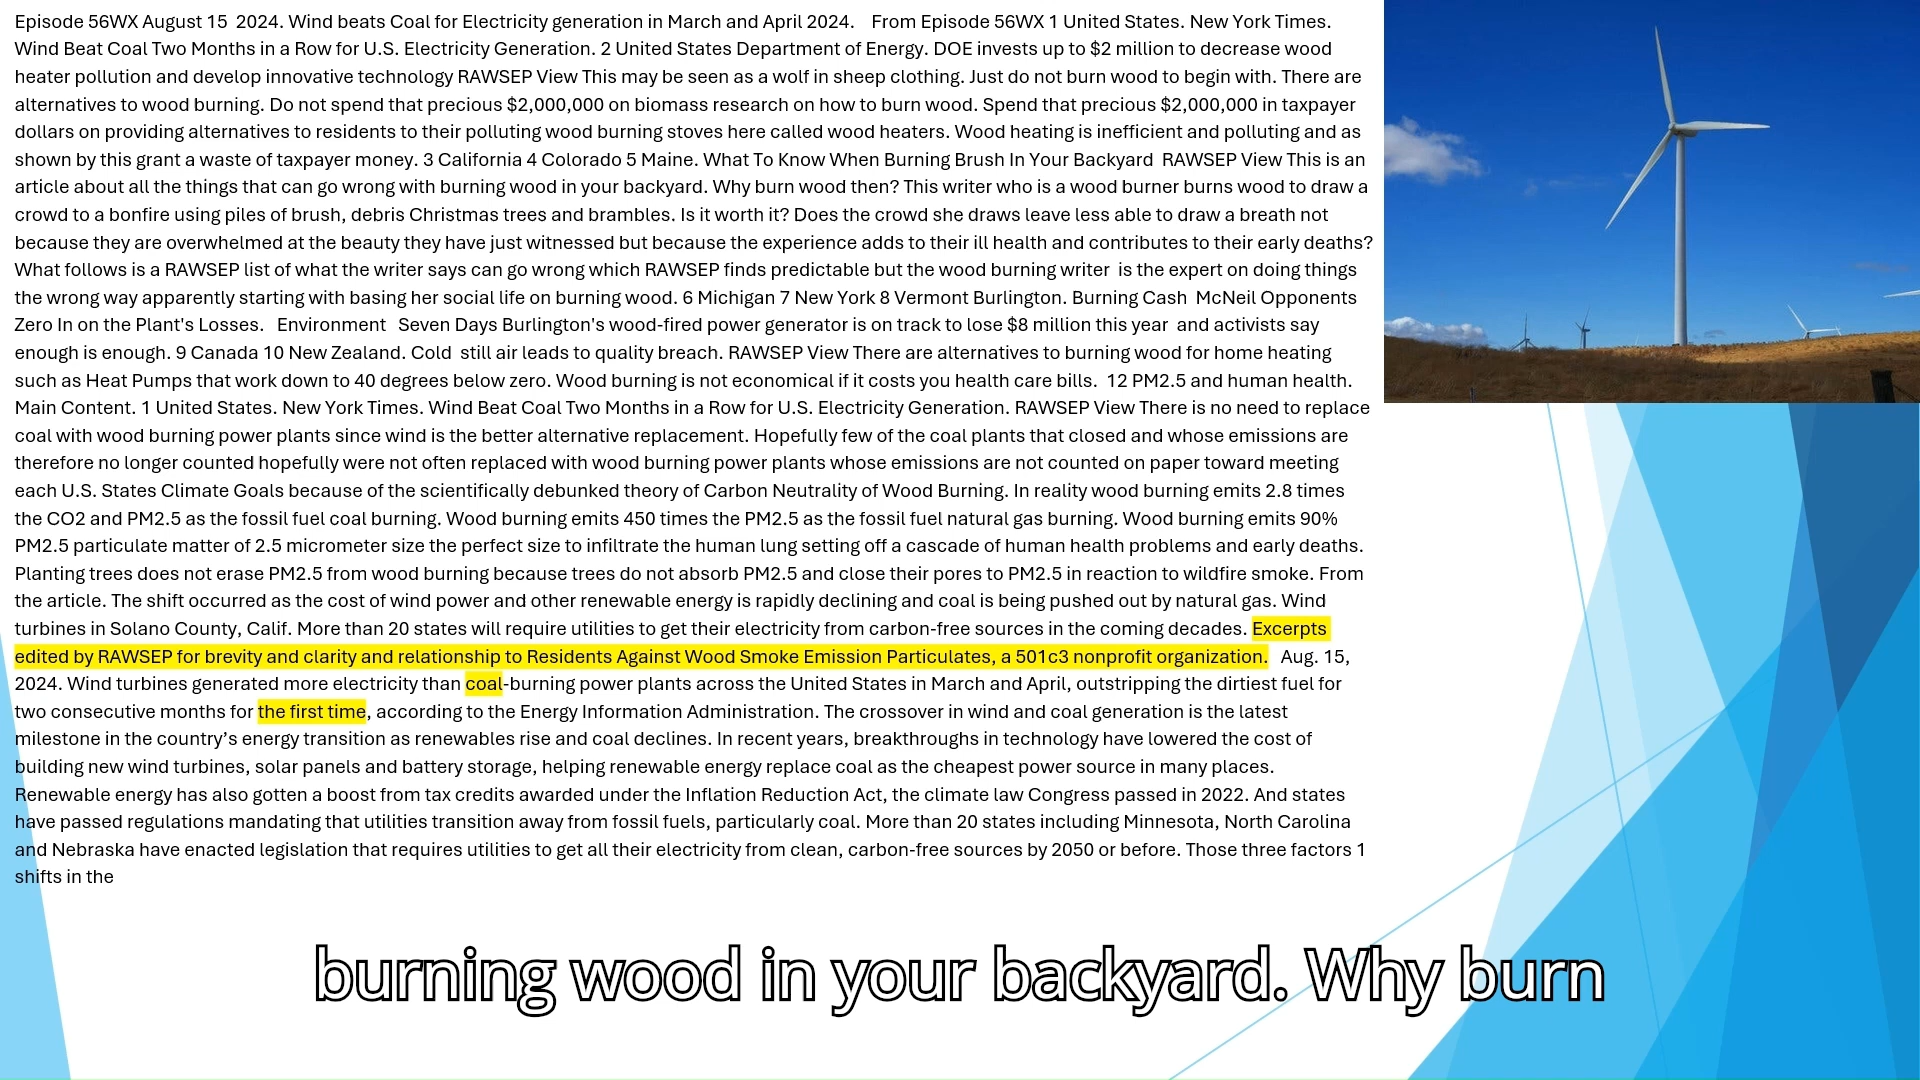 Episode 56WX August 15  2024. Wind beats Coal for Electricity generation in March and April 2024.    From Episode 56WX 1 United States. New York Times.
Wind Beat Coal Two Months in a Row for U.S. Electricity Generation. 2 United States Department of Energy. DOE invests up to $2 million to decrease wood
heater pollution and develop innovative technology RAWSEP View This may be seen as a wolf in sheep clothing. Just do not burn wood to begin with. There are
alternatives to wood burning. Do not spend that precious $2,000,000 on biomass research on how to burn wood. Spend that precious $2,000,000 in taxpayer
dollars on providing alternatives to residents to their polluting wood burning stoves here called wood heaters. Wood heating is inefficient and polluting and as
shown by this grant a waste of taxpayer money. 3 California 4 Colorado 5 Maine. What To Know When Burning Brush In Your Backyard  RAWSEP View This is an
article about all the things that can go wrong with burning wood in your backyard. Why burn wood then? This writer who is a wood burner burns wood to draw a
crowd to a bonfire using piles of brush, debris Christmas trees and brambles. Is it worth it? Does the crowd she draws leave less able to draw a breath not
because they are overwhelmed at the beauty they have just witnessed but because the experience adds to their ill health and contributes to their early deaths?
What follows is a RAWSEP list of what the writer says can go wrong which RAWSEP finds predictable but the wood burning writer  is the expert on doing things
the wrong way apparently starting with basing her social life on burning wood. 6 Michigan 7 New York 8 Vermont Burlington. Burning Cash  McNeil Opponents
Zero In on the Plant's Losses.   Environment   Seven Days Burlington's wood-fired power generator is on track to lose $8 million this year  and activists say
enough is enough. 9 Canada 10 New Zealand. Cold  still air leads to quality breach. RAWSEP View There are alternatives to burning wood for home heating
such as Heat Pumps that work down to 40 degrees below zero. Wood burning is not economical if it costs you health care bills.  12 PM2.5 and human health.
Main Content. 1 United States. New York Times. Wind Beat Coal Two Months in a Row for U.S. Electricity Generation. RAWSEP View There is no need to replace
coal with wood burning power plants since wind is the better alternative replacement. Hopefully few of the coal plants that closed and whose emissions are
therefore no longer counted hopefully were not often replaced with wood burning power plants whose emissions are not counted on paper toward meeting
each U.S. States Climate Goals because of the scientifically debunked theory of Carbon Neutrality of Wood Burning. In reality wood burning emits 2.8 times
the CO2 and PM2.5 as the fossil fuel coal burning. Wood burning emits 450 times the PM2.5 as the fossil fuel natural gas burning. Wood burning emits 90%
PM2.5 particulate matter of 2.5 micrometer size the perfect size to infiltrate the human lung setting off a cascade of human health problems and early deaths.
Planting trees does not erase PM2.5 from wood burning because trees do not absorb PM2.5 and close their pores to PM2.5 in reaction to wildfire smoke. From
the article. The shift occurred as the cost of wind power and other renewable energy is rapidly declining and coal is being pushed out by natural gas. Wind
turbines in Solano County, Calif. More than 20 states will require utilities to get their electricity from carbon-free sources in the coming decades. Excerpts
edited by RAWSEP for brevity and clarity and relationship to Residents Against Wood Smoke Emission Particulates, a 501c3 nonprofit organization.   Aug. 15,
2024. Wind turbines generated more electricity than coal-burning power plants across the United States in March and April, outstripping the dirtiest fuel for
two consecutive months for the first time, according to the Energy Information Administration. The crossover in wind and coal generation is the latest
milestone in the country’s energy transition as renewables rise and coal declines. In recent years, breakthroughs in technology have lowered the cost of
building new wind turbines, solar panels and battery storage, helping renewable energy replace coal as the cheapest power source in many places.
Renewable energy has also gotten a boost from tax credits awarded under the Inflation Reduction Act, the climate law Congress passed in 2022. And states
have passed regulations mandating that utilities transition away from fossil fuels, particularly coal. More than 20 states including Minnesota, North Carolina
and Nebraska have enacted legislation that requires utilities to get all their electricity from clean, carbon-free sources by 2050 or before. Those three factors 1
shifts in the
burning wood in your backyard. Why burn